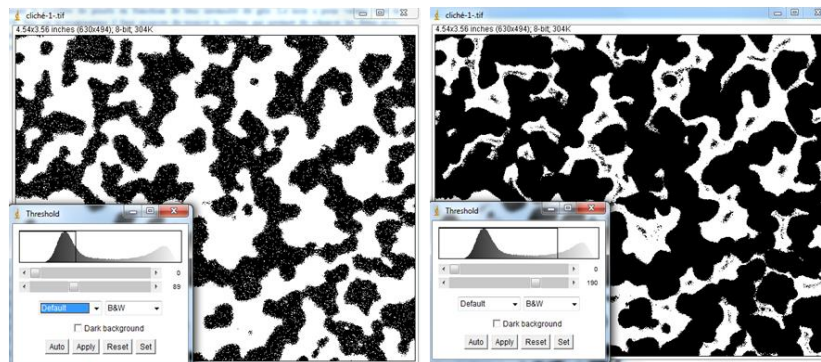 cliché-1-.tif
4.54x3.56 inches (630x494); 8-bit; 304K
Threshold
0
89
Default
B&W
Dark background
Auto
Apply
Reset
Set
cliché-1-.tif
4.54x3.56 inches (630x494); 8-bit; 304K
Threshold
0
190
Default
B&W
Dark background
Auto
Apply
Reset
Set